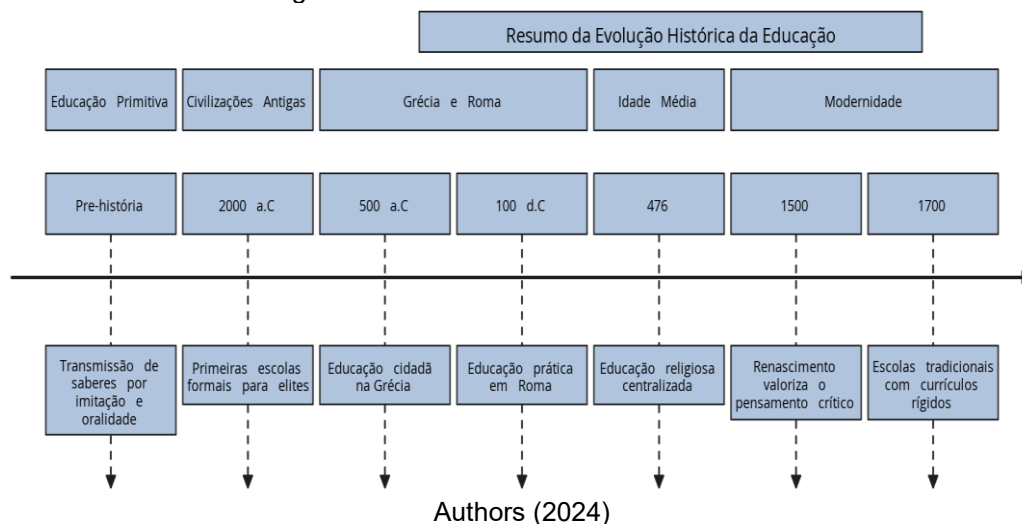 Resumo da Evolução Histórica da Educação
Educação Primitiva
Civilizações Antigas
Grécia e Roma
Idade Média
Modernidade
Pre-história
2000 a.C
500 a.C
100 d.C
476
1500
1700
Transmissão de
saberes por
imitação e
oralidade
Primeiras escolas
formais para elites
Educação cidadã
na Grécia
Educação prática
em Roma
Educação religiosa
centralizada
Renascimento
valoriza o
pensamento crítico
Escolas tradicionais
com currículos
rígidos
Authors (2024)